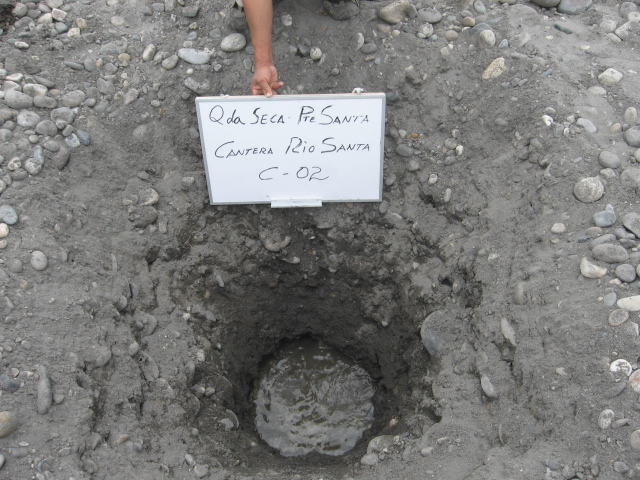 Qda SECA - Pte SANTA
CANTERA RIO SANTA
C-02